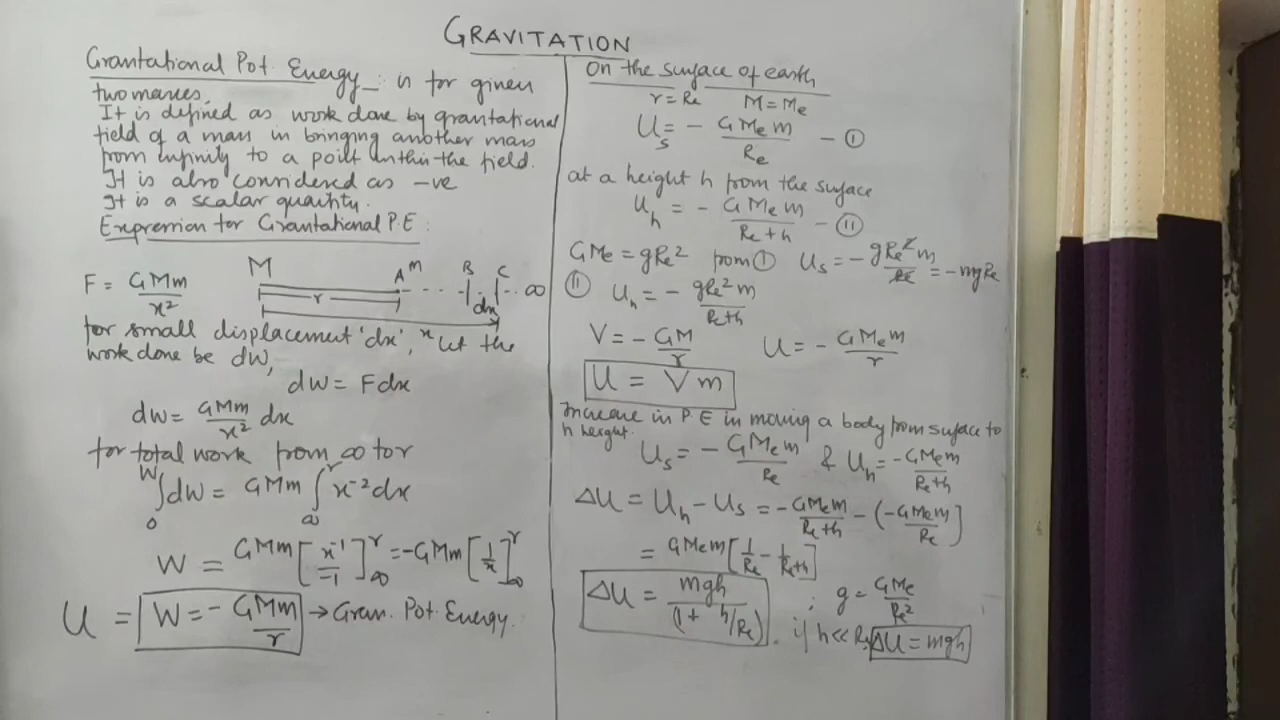 GRAVITATION
Gravitational Pot. Energy : is for given
two masses.
It is defined as work done by gravitational
field of a mass in bringing another mass
from infinity to a point within the field.
It is also considered as -ve
It is a scalar quantity.
Expression for Gravitational P.E :
F = GMm/x²
M A m B C ∞
r dx
x
for small displacement 'dx', let the
work done be dW,
dW = F dx
dW = GMm/x² dx
for total work from ∞ to r
∫₀^W dW = GMm ∫_∞^r x⁻² dx
W = GMm [x⁻¹/-1]_∞^r = -GMm [1/x]_∞^r
U = W = - GMm/r → Grav. Pot. Energy.
On the surface of earth
r = Re M = Me
Us = - GMem/Re - (I)
at a height h from the surface
Uh = - GMem/Re+h - (II)
GMe = gRe² from (I) Us = - gRe²m/Re = -mgRe
(II) Uh = - gRe²m/Re+h
V = - GM/r U = - GMem/r
U = Vm
Increase in P.E in moving a body from surface to
h height.
Us = - GMem/Re & Uh = -GMem/Re+h
ΔU = Uh - Us = -GMem/Re+h - (-GMem/Re]
= GMem [1/Re - 1/Re+h]
ΔU = mgh/(1 + h/Re) ; g = GMe/Re²
. if h<<Re, ΔU = mgh